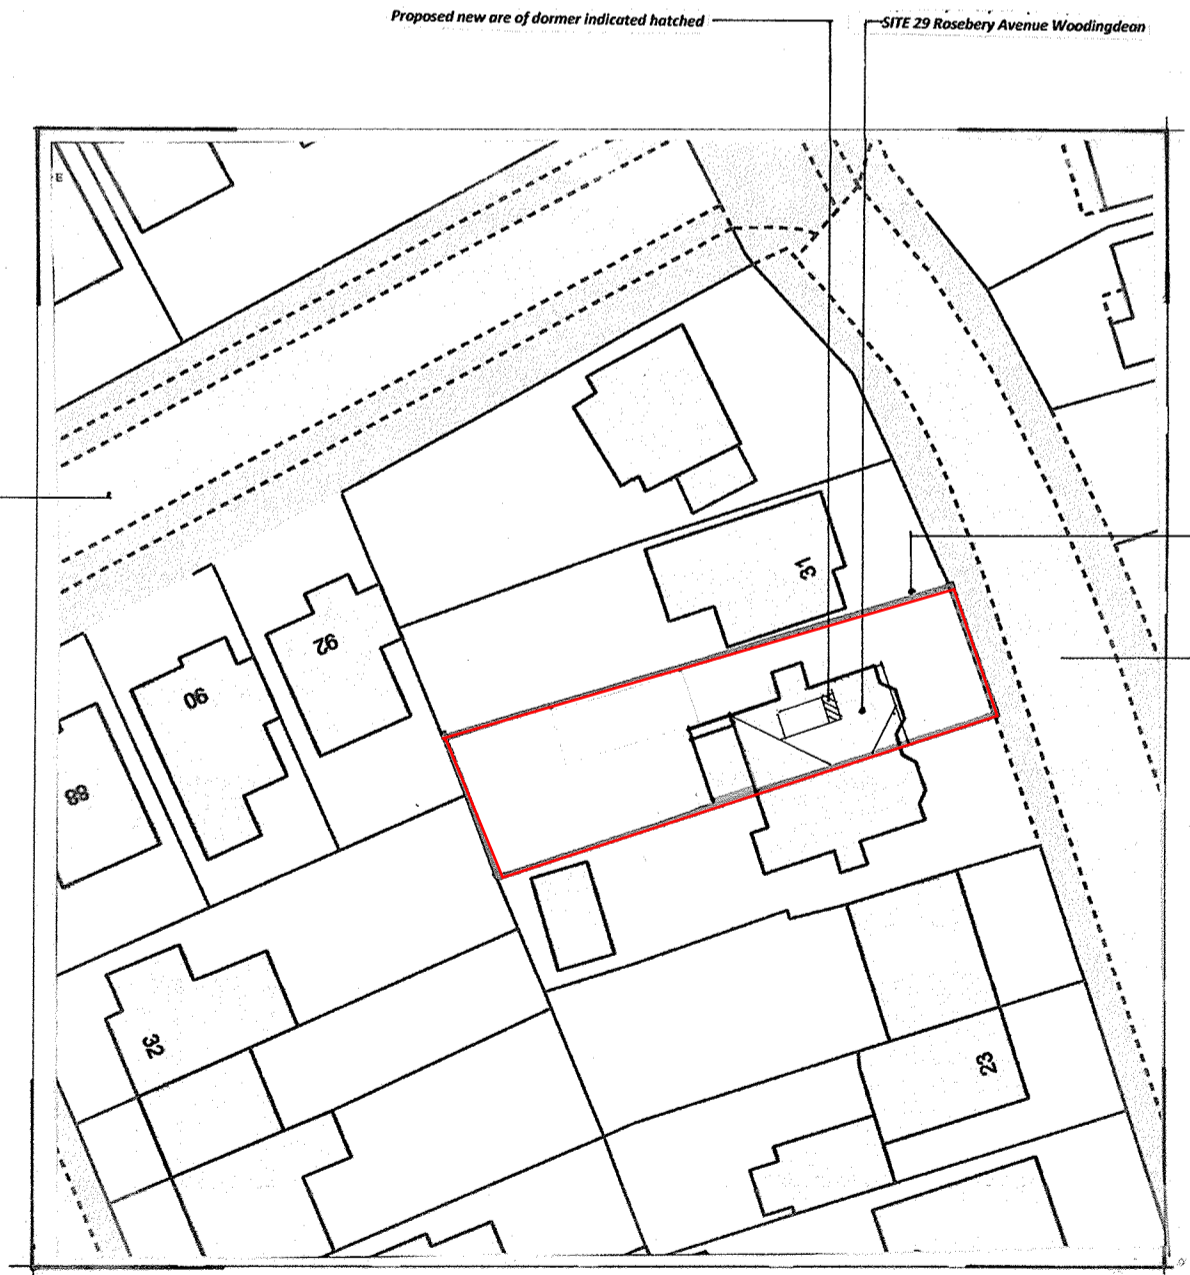 Proposed new are of dormer indicated hatched
SITE 29 Rosebery Avenue Woodingdean
E
31
92
90
88
32
23